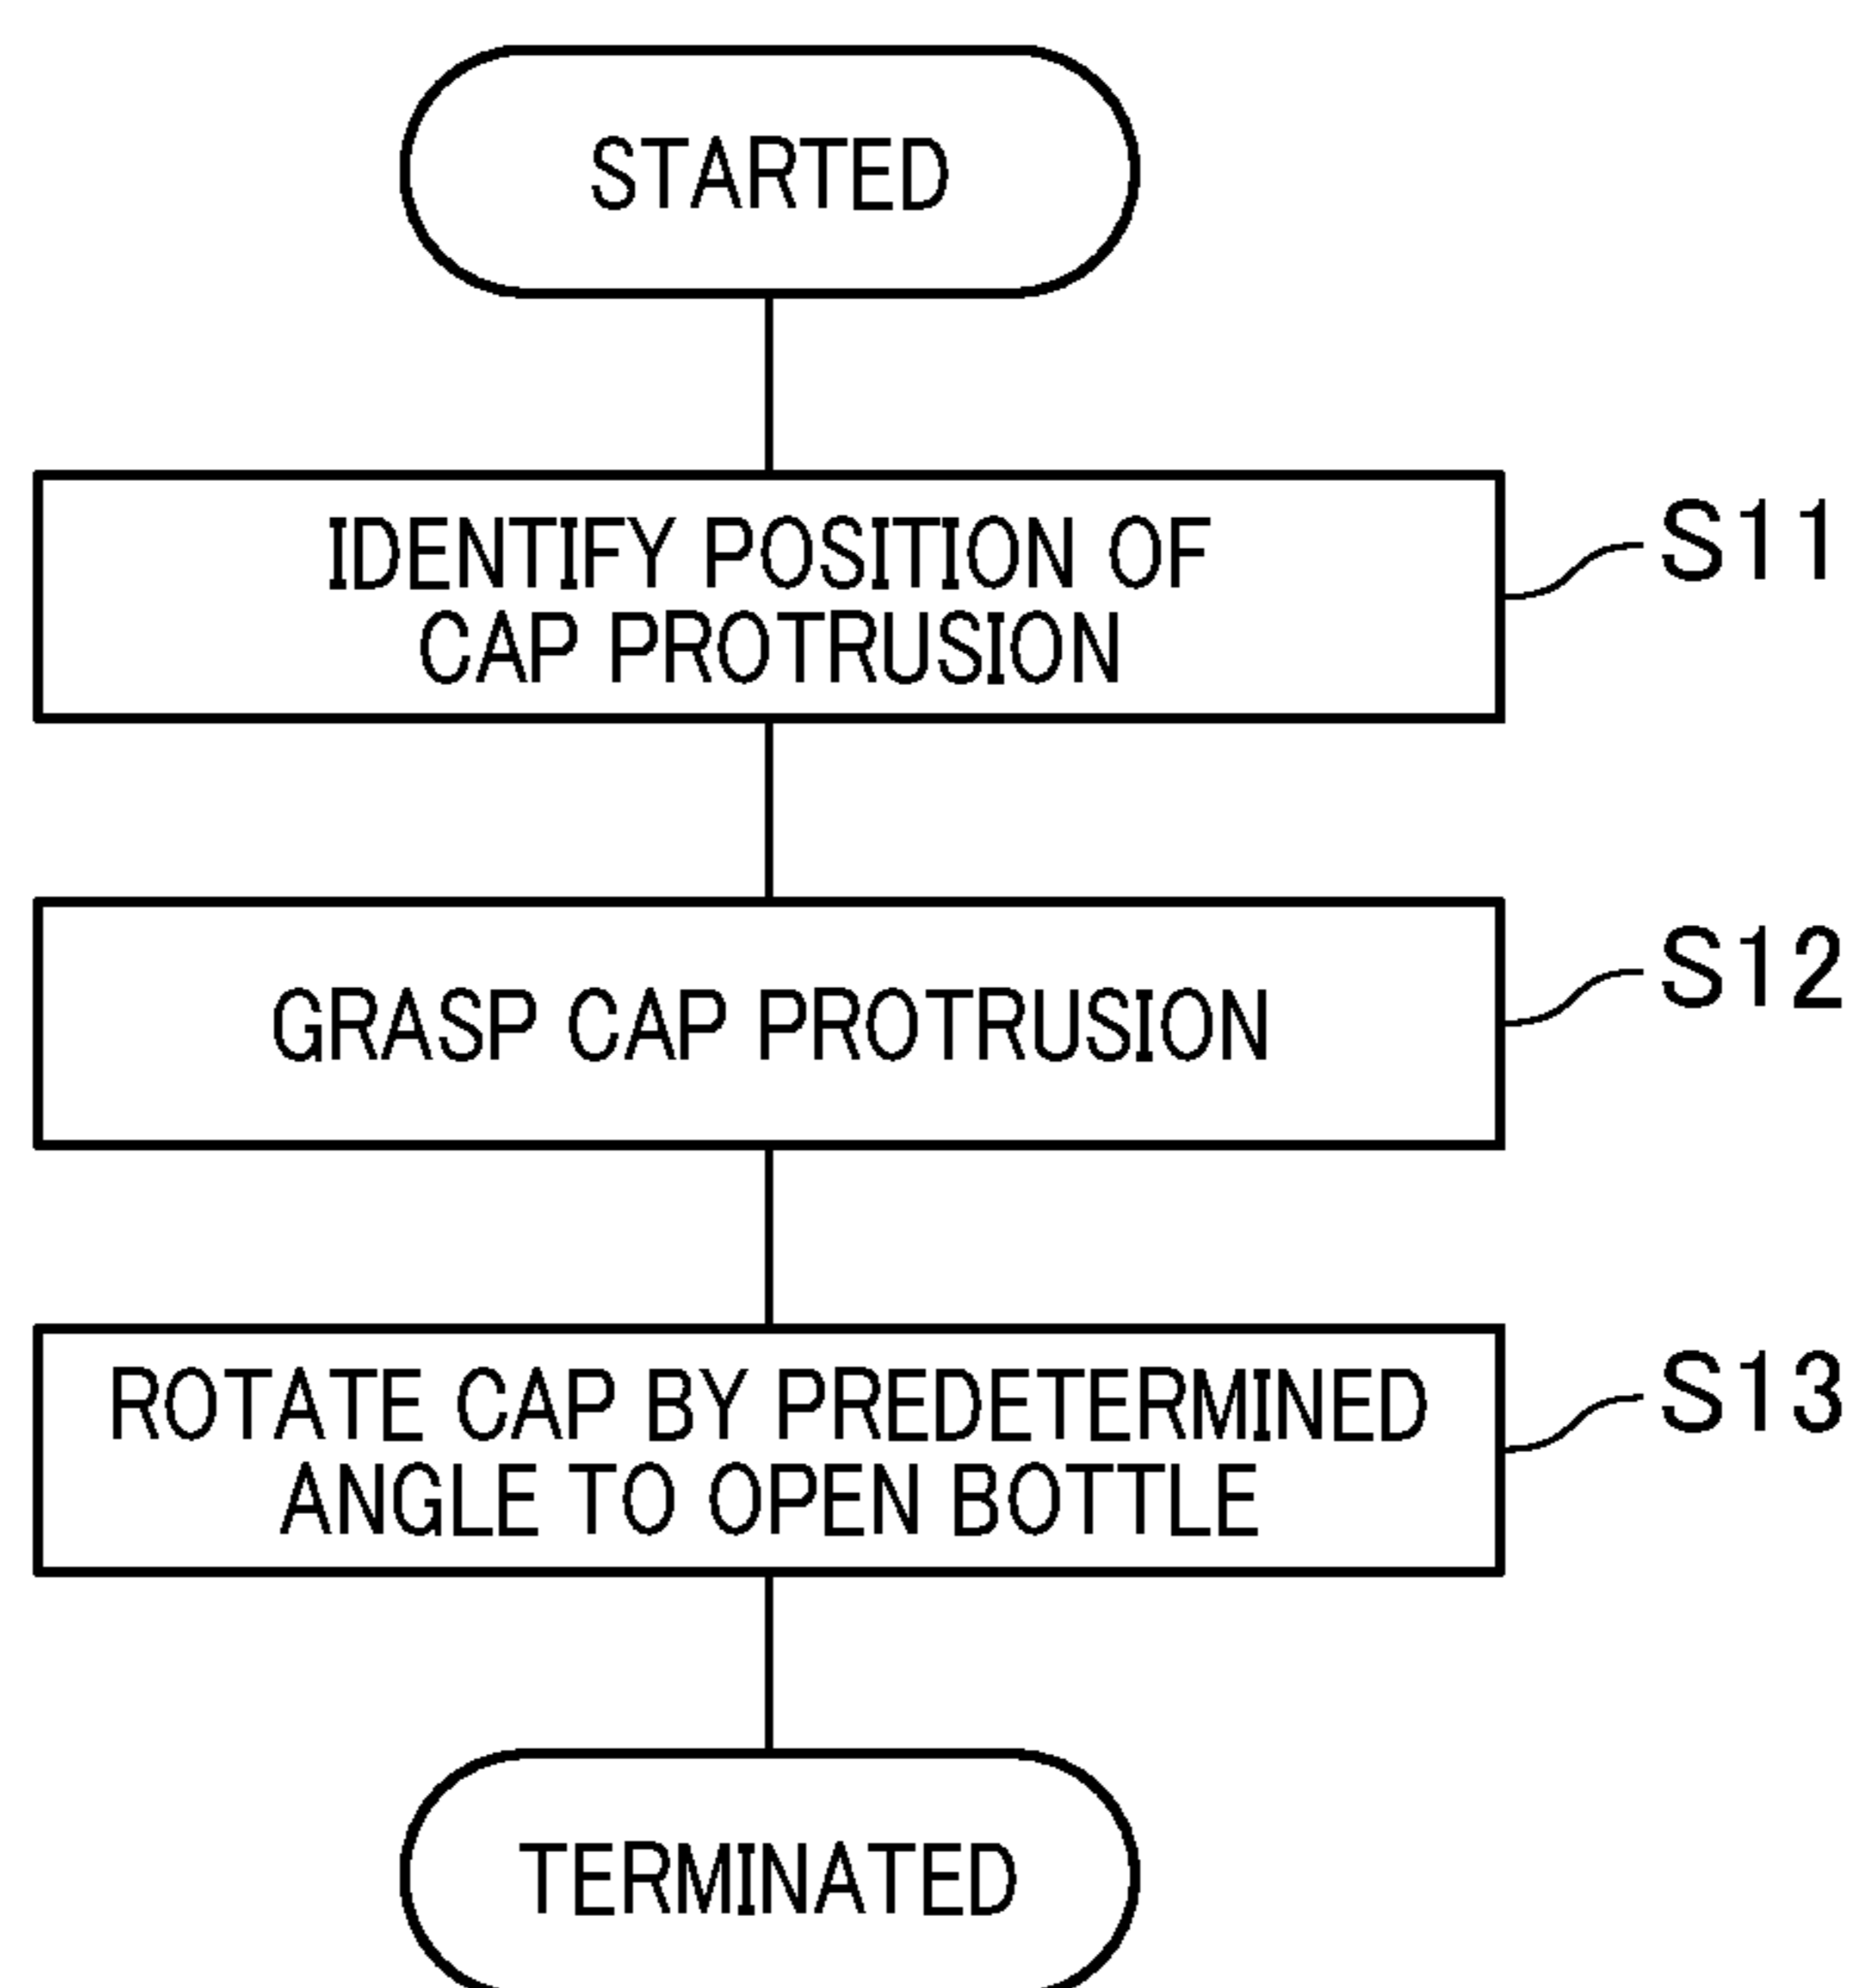 STARTED
IDENTIFY POSITION OF
CAP PROTRUSION
S11
GRASP CAP PROTRUSION
S12
ROTATE CAP BY PREDETERMINED
ANGLE TO OPEN BOTTLE
S13
TERMINATED